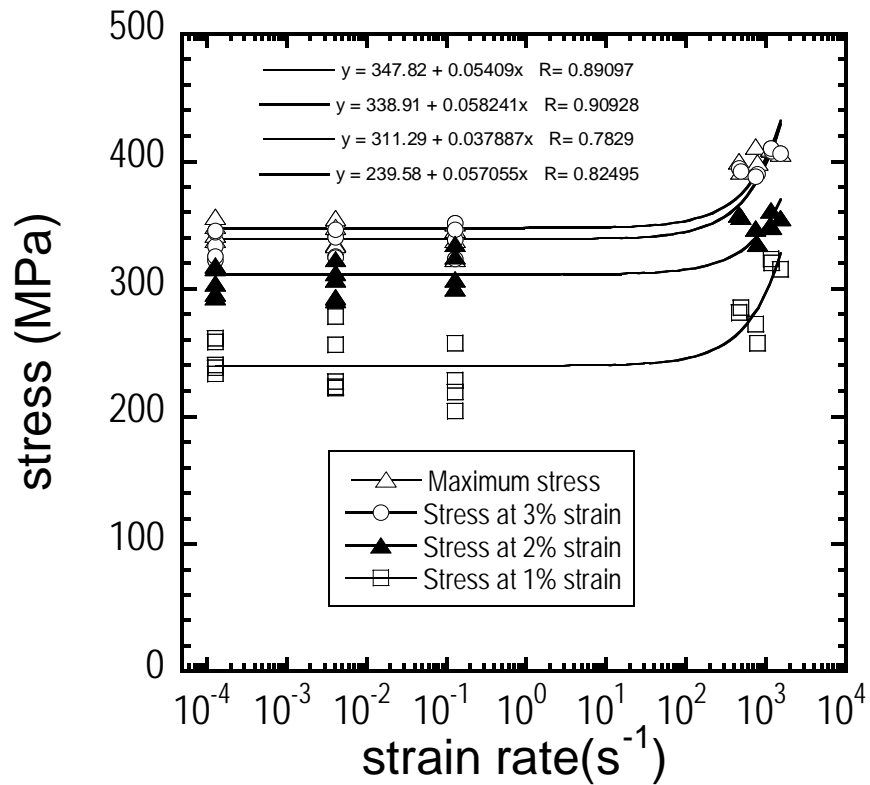 500
400
300
200
100
0
stress (MPa)
y = 347.82 + 0.05409x R= 0.89097
y = 338.91 + 0.058241x R= 0.90928
y = 311.29 + 0.037887x R= 0.7829
y = 239.58 + 0.057055x R= 0.82495
Maximum stress
Stress at 3% strain
Stress at 2% strain
Stress at 1% strain
10⁻⁴ 10⁻³ 10⁻² 10⁻¹ 10⁰ 10¹ 10² 10³ 10⁴
strain rate(s⁻¹)